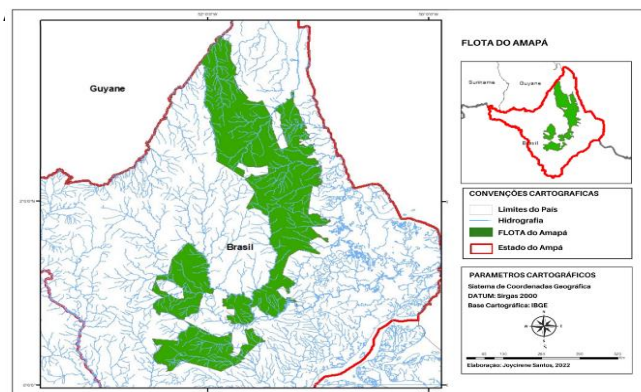 Guyane
Brasil
FLOTA DO AMAPÁ
Suriname
Guyane
Brasil
CONVENÇÕES CARTOGRAFICAS
Limites do País
Hidrografia
FLOTA do Amapá
Estado do Ampá
PARAMETROS CARTOGRÁFICOS
Sistema de Coordenadas Geográfica
DATUM: Sirgas 2000
Base Cartográfica: IBGE
Elaboração: Joycirene Santos, 2022